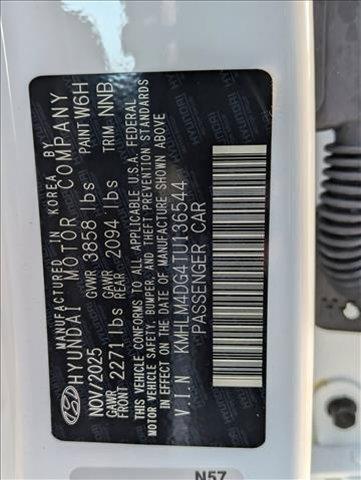 MANUFACTURED IN KOREA BY
HYUNDAI MOTOR COMPANY
NOV/2025 GVWR 3858 lbs PAINT W6H
GAWR FRONT 2271 lbs GAWR REAR 2094 lbs TRIM NNB
THIS VEHICLE CONFORMS TO ALL APPLICABLE U.S.A. FEDERAL
MOTOR VEHICLE SAFETY, BUMPER, AND THEFT PREVENTION STANDARDS
IN EFFECT ON THE DATE OF MANUFACTURE SHOWN ABOVE
V.I.N KMHLM4DG4TU136544
PASSENGER CAR
N57